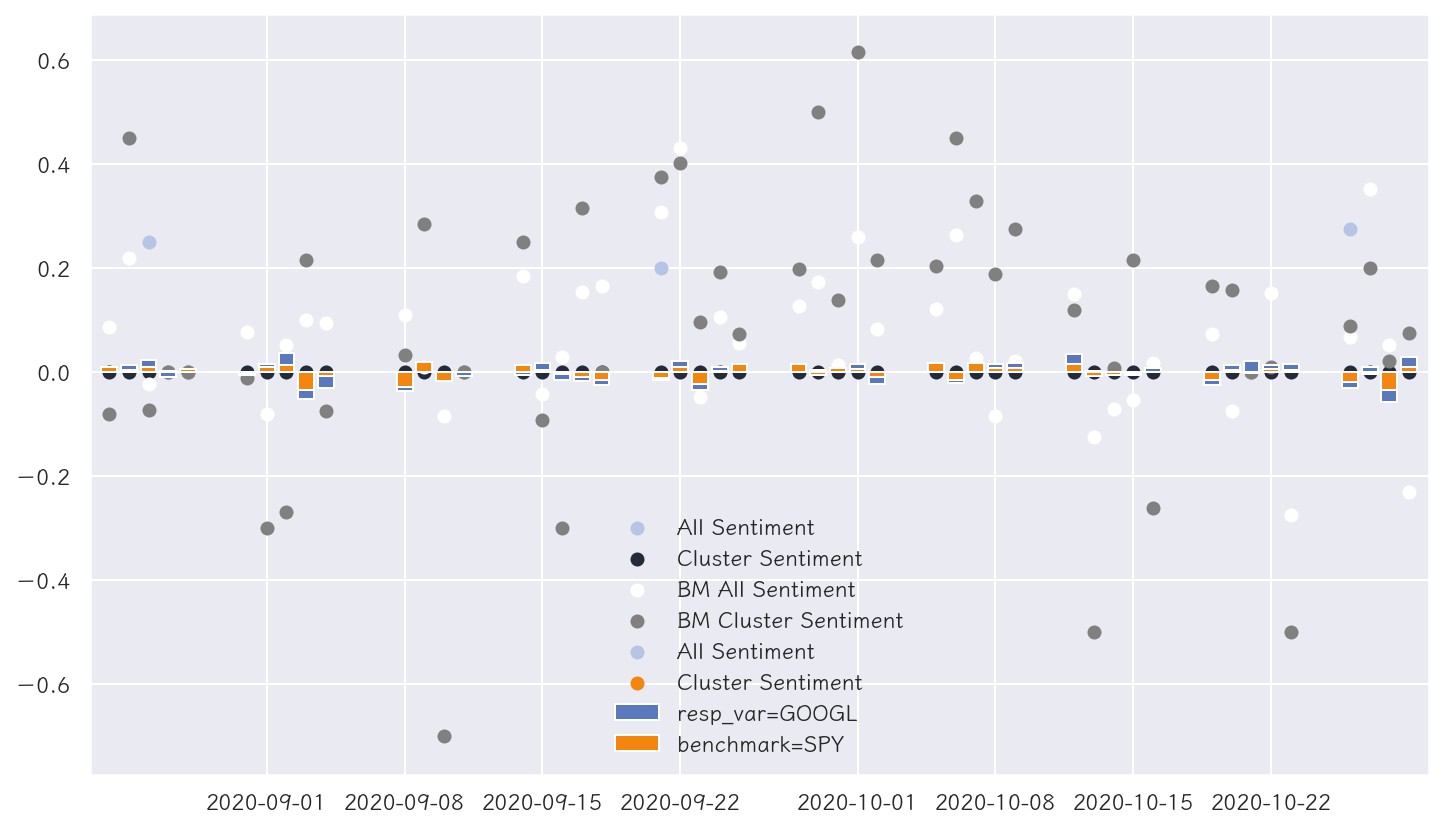 0.6
0.4
0.2
0.0
−0.2
−0.4
−0.6
All Sentiment
Cluster Sentiment
BM All Sentiment
BM Cluster Sentiment
All Sentiment
Cluster Sentiment
resp_var=GOOGL
benchmark=SPY
2020-09-01 2020-09-08 2020-09-15 2020-09-22 2020-10-01 2020-10-08 2020-10-15 2020-10-22